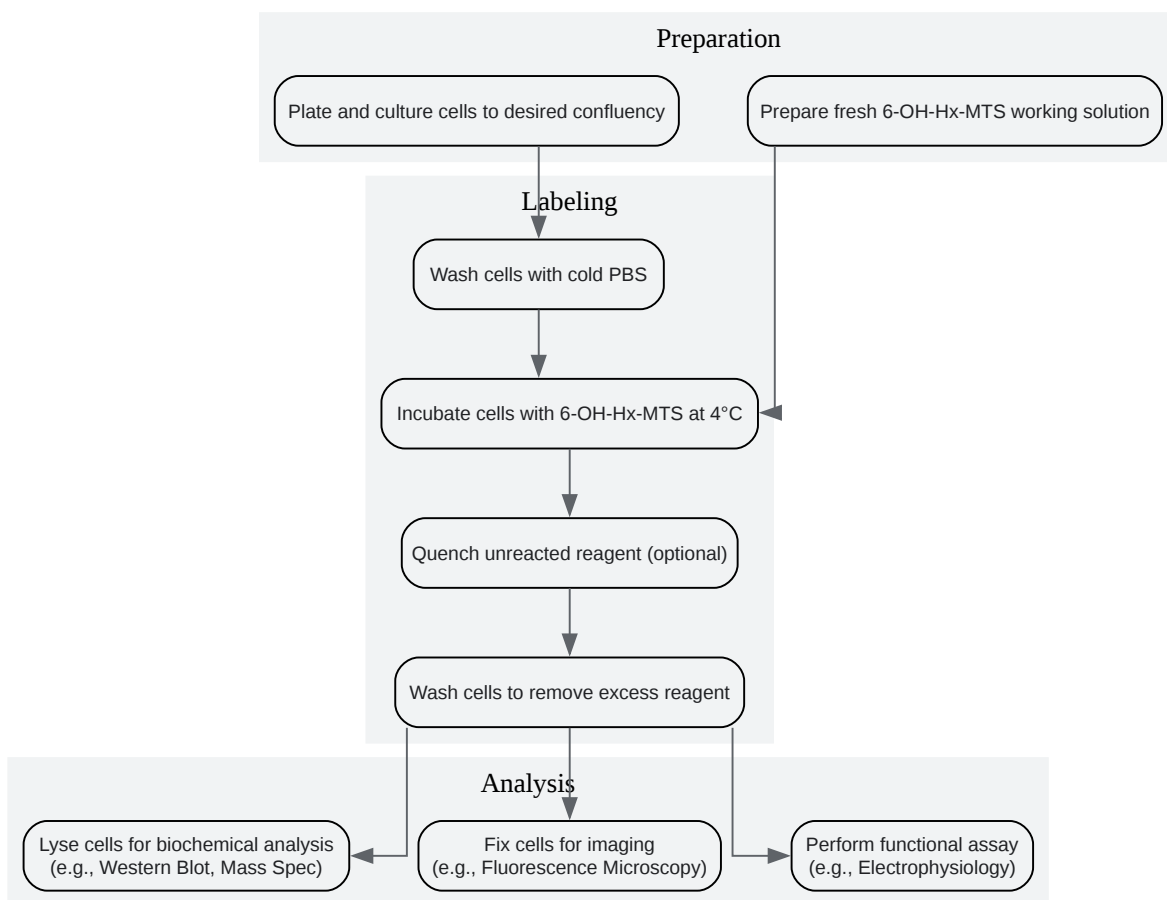 Preparation
Plate and culture cells to desired confluency
Prepare fresh 6-OH-Hx-MTS working solution
Labeling
Wash cells with cold PBS
Incubate cells with 6-OH-Hx-MTS at 4°C
Quench unreacted reagent (optional)
Wash cells to remove excess reagent
Analysis
Lyse cells for biochemical analysis
(e.g., Western Blot, Mass Spec)
Fix cells for imaging
(e.g., Fluorescence Microscopy)
Perform functional assay
(e.g., Electrophysiology)